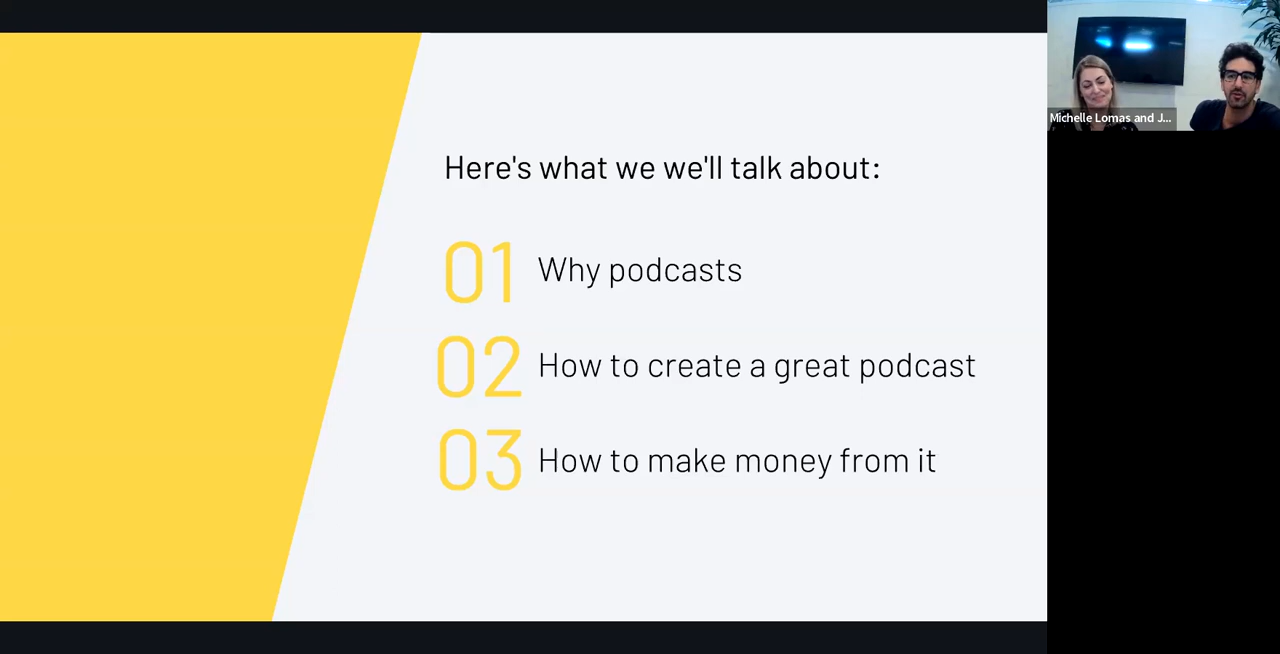 Here's what we we'll talk about:
01 Why podcasts
02 How to create a great podcast
03 How to make money from it
Michelle Lomas and J...